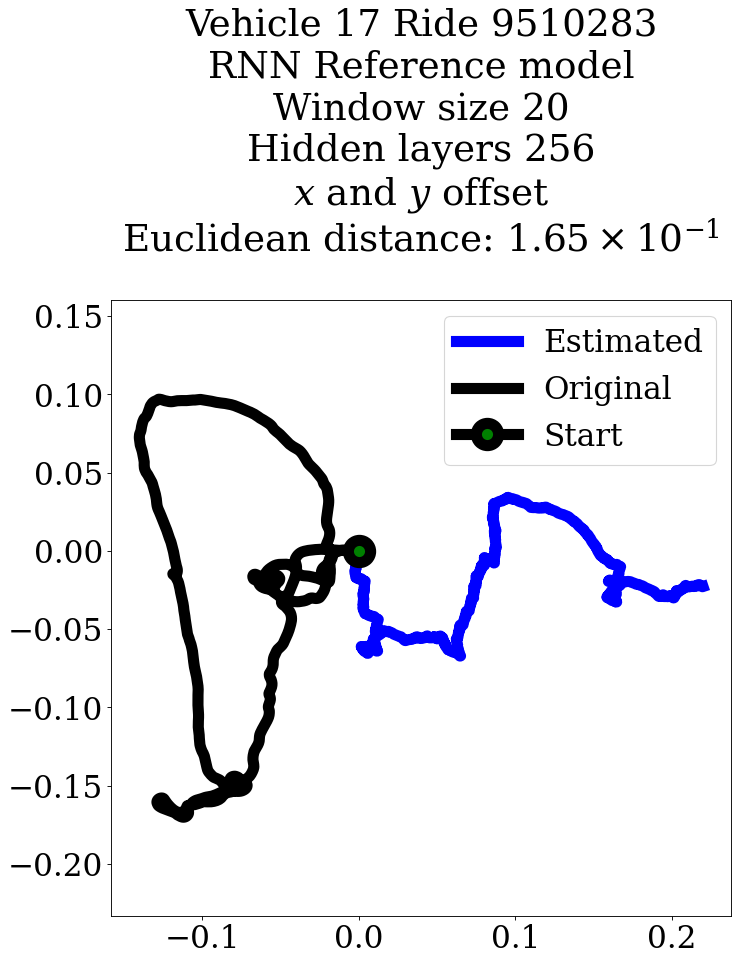 Vehicle 17 Ride 9510283
RNN Reference model
Window size 20
Hidden layers 256
x and y offset
Euclidean distance: 1.65 × 10⁻¹
Estimated
Original
Start
0.15
0.10
0.05
0.00
−0.05
−0.10
−0.15
−0.20
−0.1 0.0 0.1 0.2